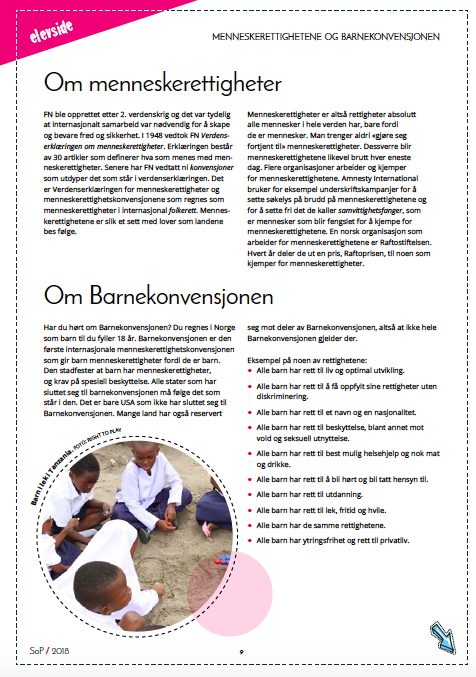 elevside
MENNESKERETTIGHETENE OG BARNEKONVENSJONEN
Om menneskerettigheter
FN ble opprettet etter 2. verdenskrig og det var tydelig
at internasjonalt samarbeid var nødvendig for å skape
og bevare fred og sikkerhet. I 1948 vedtok FN Verdens-
erklæringen om menneskerettigheter. Erklæringen består
av 30 artikler som definerer hva som menes med men-
neskerettigheter. Senere har FN vedtatt ni konvensjoner
som utdyper det som står i verdenserklæringen. Det
er Verdenserklæringen for menneskerettigheter og
menneskerettighetskonvensjonene som regnes som
menneskerettigheter i internasjonal folkerett. Mennes-
kerettighetene er slik et sett med lover som landene
bes følge.
Menneskerettigheter er altså rettigheter absolutt
alle mennesker i hele verden har, bare fordi
de er mennesker. Man trenger aldri «gjøre seg
fortjent til» menneskerettigheter. Dessverre blir
menneskerettighetene likevel brutt hver eneste
dag. Flere organisasjoner arbeider og kjemper
for menneskerettighetene. Amnesty International
bruker for eksempel underskriftskampanjer for å
sette søkelys på brudd på menneskerettighetene og
for å sette fri det de kaller samvittighetsfanger, som
er mennesker som blir fengslet for å kjempe for
menneskerettighetene. En norsk organisasjon som
arbeider for menneskerettighetene er Raftostiftelsen.
Hvert år deler de ut en pris, Raftoprisen, til noen som
kjemper for menneskerettigheter.
Om Barnekonvensjonen
Har du hørt om Barnekonvensjonen? Du regnes i Norge
som barn til du fyller 18 år. Barnekonvensjonen er den
første internasjonale menneskerettighetskonvensjonen
som gir barn menneskerettigheter fordi de er barn.
Den stadfester at barn har menneskerettigheter,
og krav på spesiell beskyttelse. Alle stater som har
sluttet seg til barnekonvensjonen må følge det som
står i den. Det er bare USA som ikke har sluttet seg til
Barnekonvensjonen. Mange land har også reservert
seg mot deler av Barnekonvensjonen, altså at ikke hele
Barnekonvensjonen gjelder der.
Eksempel på noen av rettighetene:
• Alle barn har rett til liv og optimal utvikling.
• Alle barn har rett til å få oppfylt sine rettigheter uten
diskriminering.
• Alle barn har rett til et navn og en nasjonalitet.
• Alle barn har rett til beskyttelse, blant annet mot
vold og seksuell utnyttelse.
• Alle barn har rett til best mulig helsehjelp og nok mat
og drikke.
• Alle barn har rett til å bli hørt og bli tatt hensyn til.
• Alle barn har rett til utdanning.
• Alle barn har rett til lek, fritid og hvile.
• Alle barn har de samme rettighetene.
• Alle barn har ytringsfrihet og rett til privatliv.
Barn i lek i Tanzania. FOTO: RIGHT TO PLAY
SoP / 2018
9